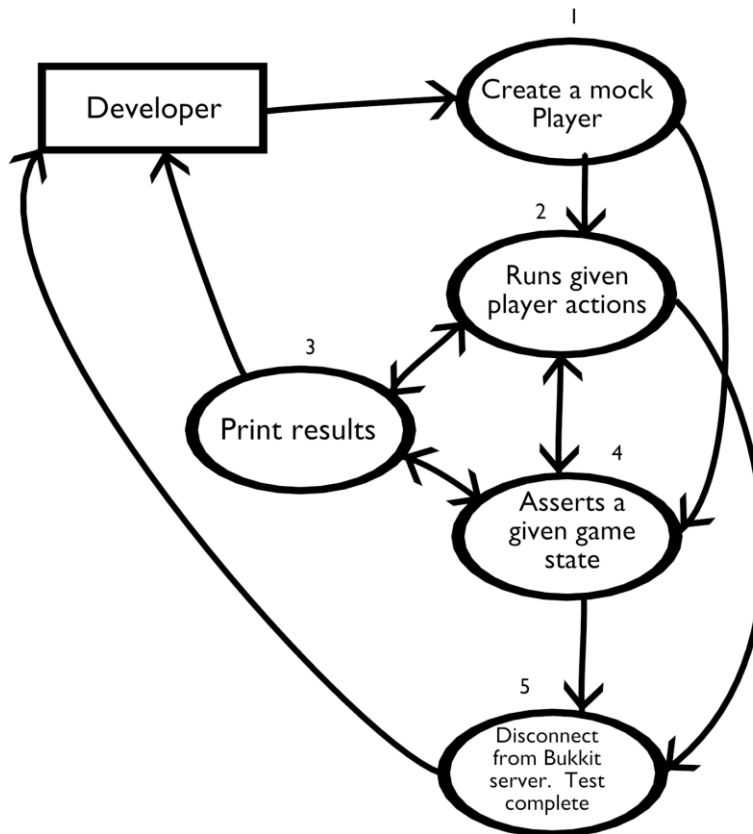 1
Developer
Create a mock
Player
2
Runs given
player actions
3
Print results
4
Asserts a
given game
state
5
Disconnect
from Bukkit
server. Test
complete